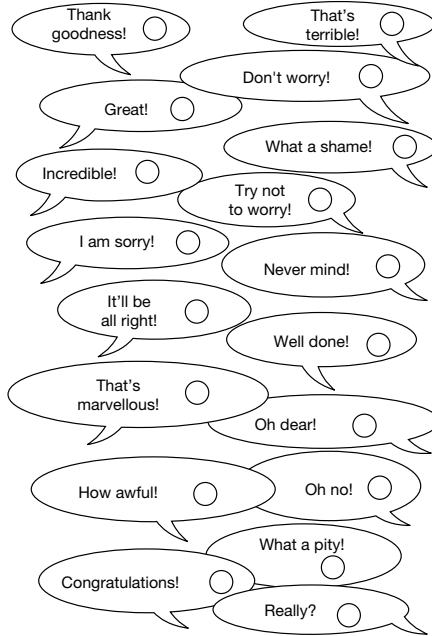 Thank
goodness!
That's
terrible!
Don't worry!
Great!
What a shame!
Incredible!
Try not
to worry!
I am sorry!
Never mind!
It'll be
all right!
Well done!
That's
marvellous!
Oh dear!
How awful!
Oh no!
What a pity!
Congratulations!
Really?